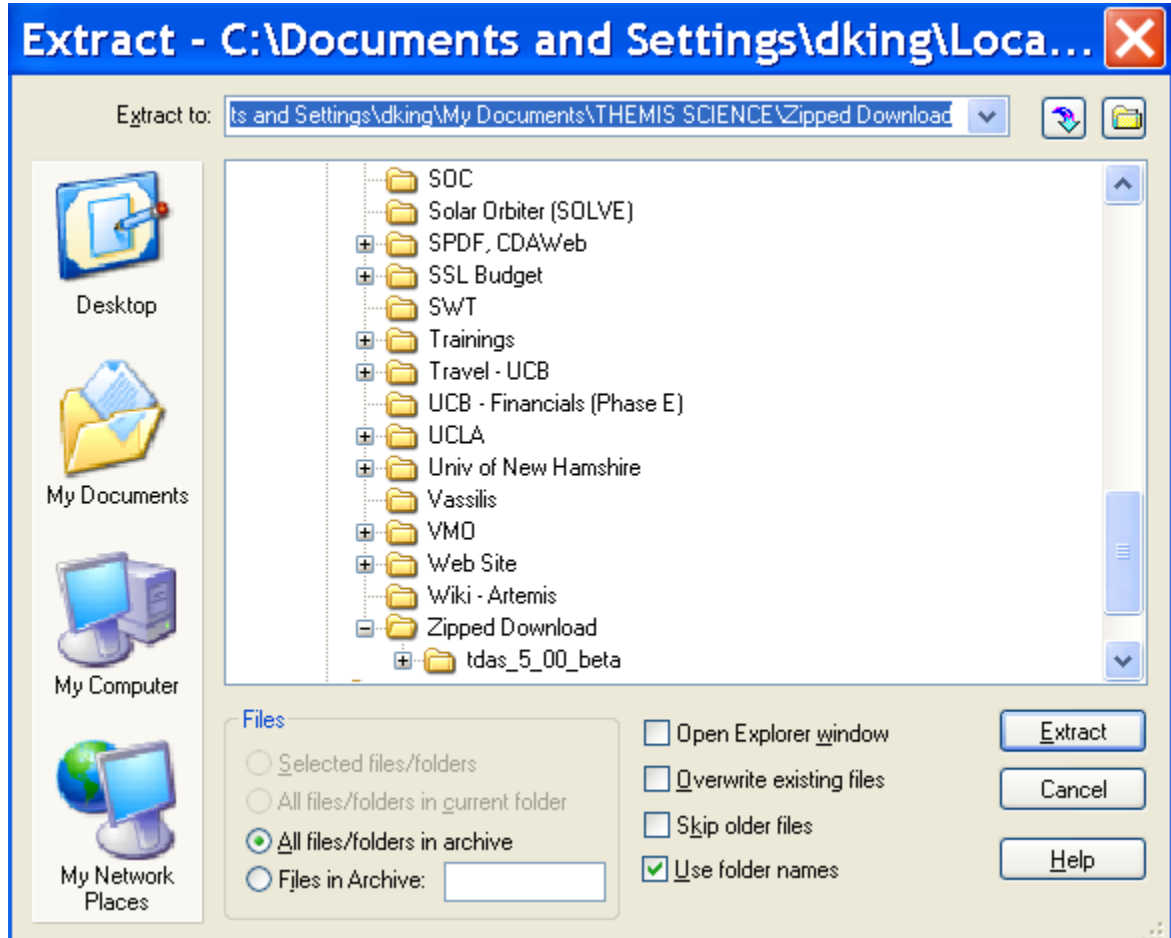 Extract - C:\Documents and Settings\dking\Loca...
Extract to:
ts and Settings\dking\My Documents\THEMIS SCIENCE\Zipped Download
Desktop
My Documents
My Computer
My Network
Places
SOC
Solar Orbiter (SOLVE)
SPDF, CDAWeb
SSL Budget
SWT
Trainings
Travel - UCB
UCB - Financials (Phase E)
UCLA
Univ of New Hamshire
Vassilis
VMO
Web Site
Wiki - Artemis
Zipped Download
tdas_5_00_beta
Files
Selected files/folders
All files/folders in current folder
All files/folders in archive
Files in Archive:
Open Explorer window
Overwrite existing files
Skip older files
Use folder names
Extract
Cancel
Help